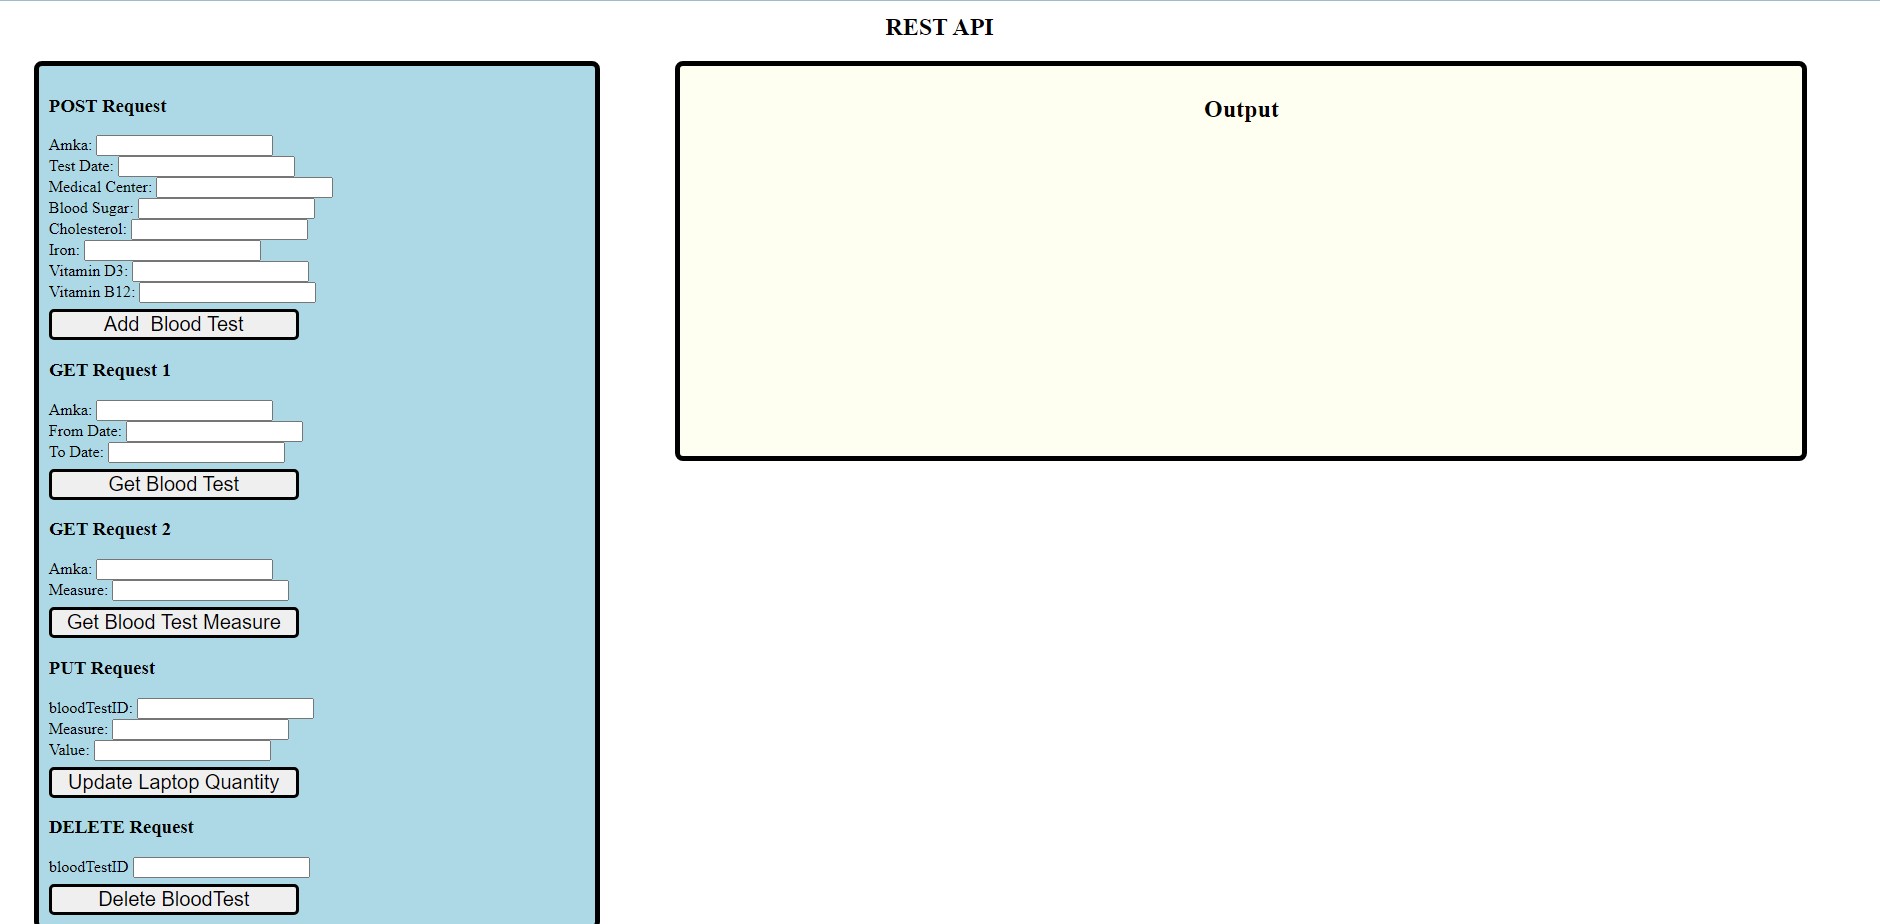 REST API
POST Request
Amka:
Test Date:
Medical Center:
Blood Sugar:
Cholesterol:
Iron:
Vitamin D3:
Vitamin B12:
Add  Blood Test
GET Request 1
Amka:
From Date:
To Date:
Get Blood Test
GET Request 2
Amka:
Measure:
Get Blood Test Measure
PUT Request
bloodTestID:
Measure:
Value:
Update Laptop Quantity
DELETE Request
bloodTestID
Delete BloodTest
Output